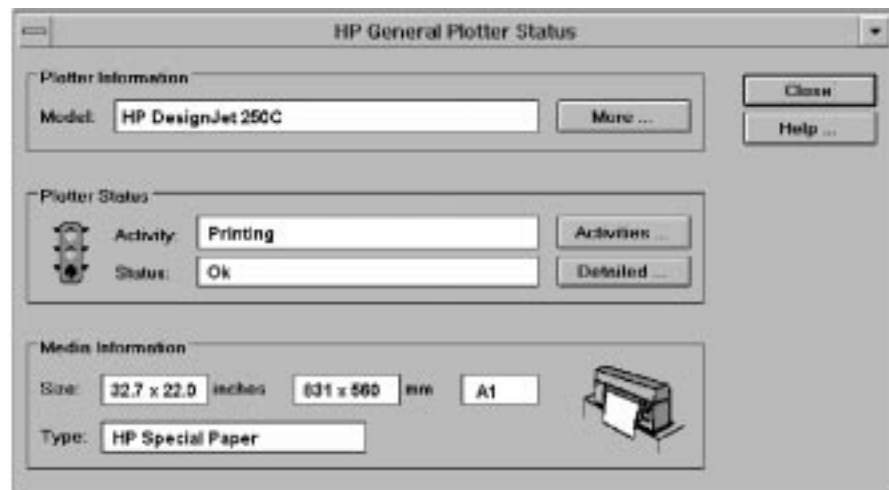 HP General Plotter Status
Plotter Information
Model: HP DesignJet 250C More ...
Close
Help ...
Plotter Status
Activity: Printing Activities ...
Status: Ok Detailed ...
Media Information
Size: 32.7 x 22.0 inches 831 x 560 mm A1
Type: HP Special Paper